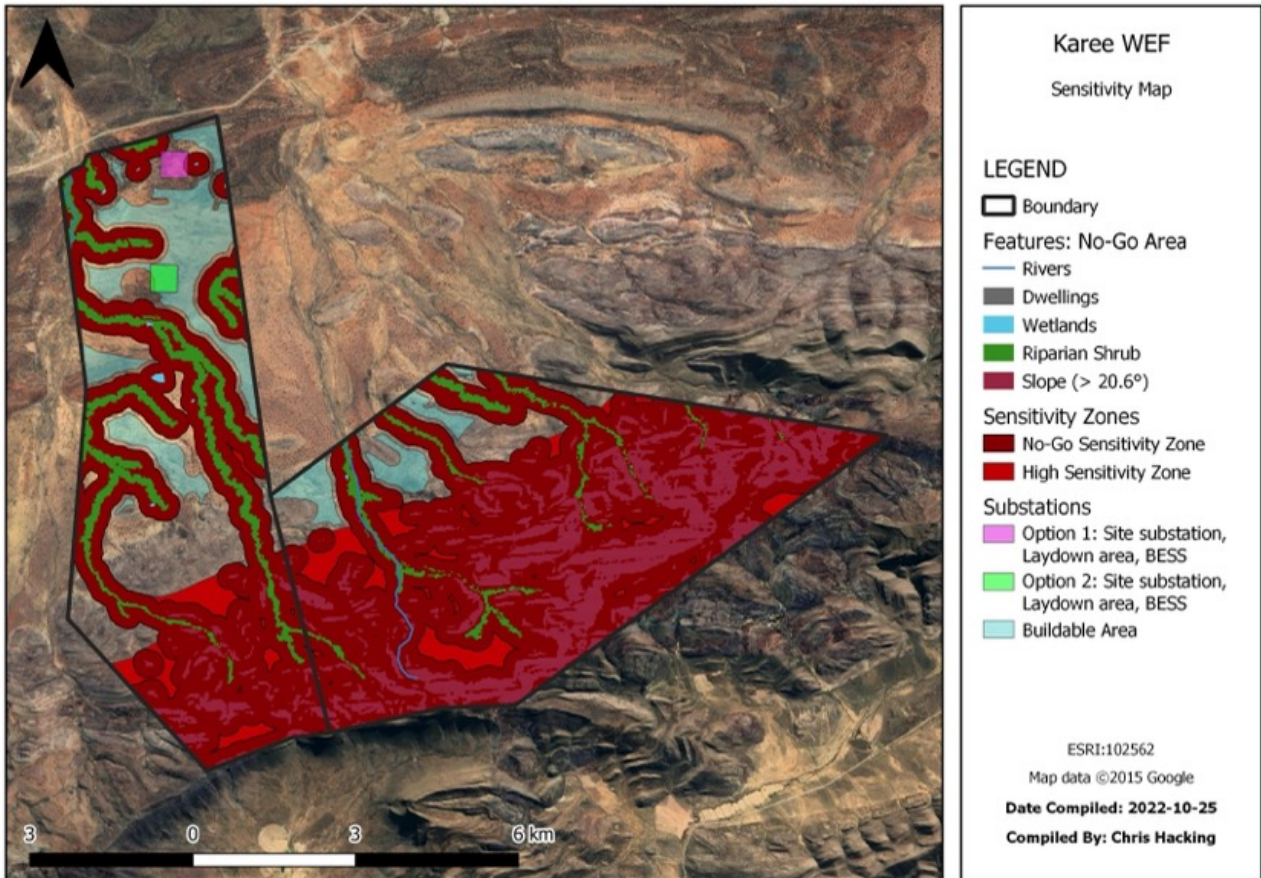 Karee WEF
Sensitivity Map
LEGEND
Boundary
Features: No-Go Area
Rivers
Dwellings
Wetlands
Riparian Shrub
Slope (> 20.6°)
Sensitivity Zones
No-Go Sensitivity Zone
High Sensitivity Zone
Substations
Option 1: Site substation,
Laydown area, BESS
Option 2: Site substation,
Laydown area, BESS
Buildable Area
ESRI:102562
Map data ©2015 Google
Date Compiled: 2022-10-25
Compiled By: Chris Hacking
3 0 3 6 km